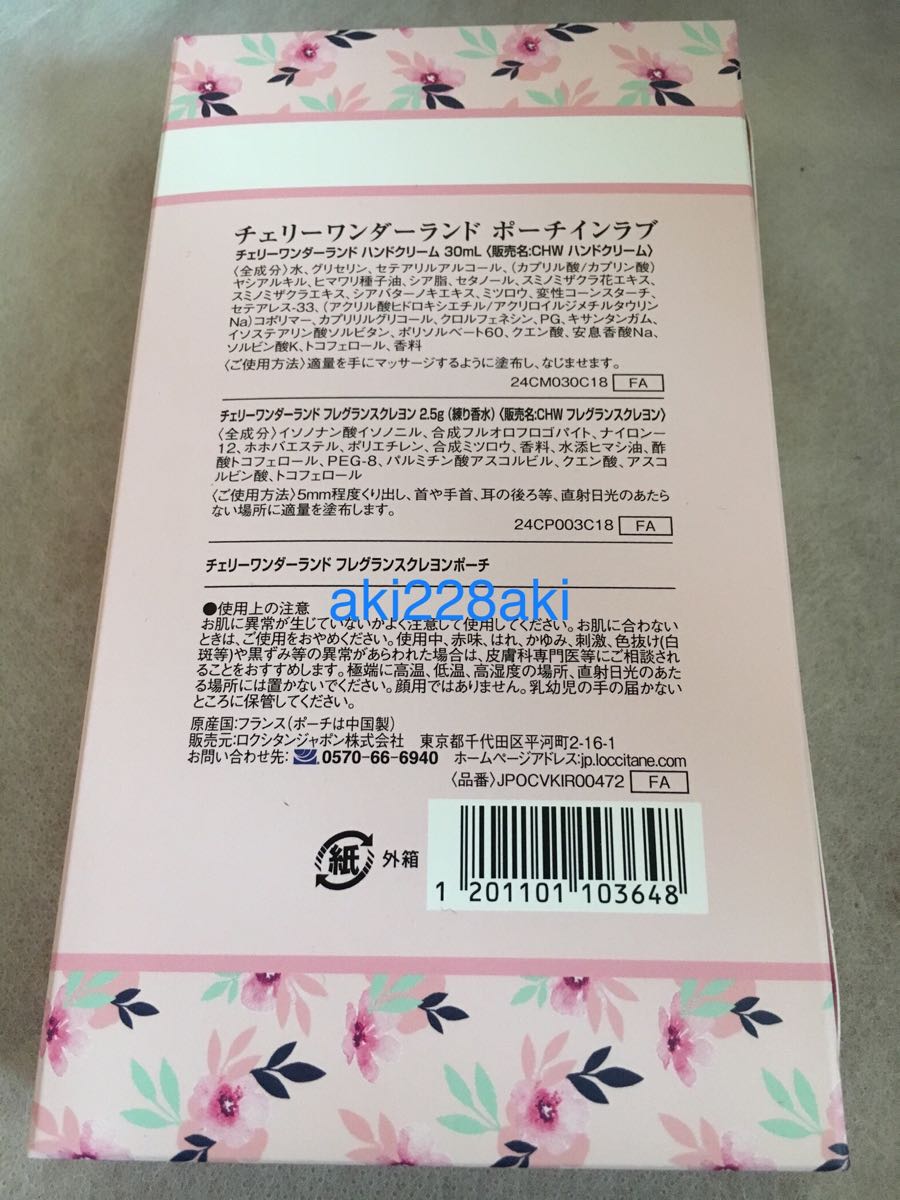 チェリーワンダーランド ポーチインラブ
チェリーワンダーランド ハンドクリーム 30mL 〈販売名:CHW ハンドクリーム〉
〈全成分〉水、グリセリン、セテアリルアルコール、(カプリル酸/カプリン酸)
ヤシアルキル、ヒマワリ種子油、シア脂、セタノール、スミノミザクラ花エキス、
スミノミザクラエキス、シアバターノキエキス、ミツロウ、変性コーンスターチ、
セテアレス-33、(アクリル酸ヒドロキシエチル/アクリロイルジメチルタウリン
Na)コポリマー、カプリリルグリコール、クロルフェネシン、PG、キサンタンガム、
イソステアリン酸ソルビタン、ポリソルベート60、クエン酸、安息香酸Na、
ソルビン酸K、トコフェロール、香料
〈ご使用方法〉適量を手にマッサージするように塗布し、なじませます。
24CM030C18 FA
チェリーワンダーランド フレグランスクレヨン 2.5g (練り香水) 〈販売名:CHW フレグランスクレヨン〉
〈全成分〉イソノナン酸イソノニル、合成フルオロフロゴパイト、ナイロン-
12、ホホバエステル、ポリエチレン、合成ミツロウ、香料、水添ヒマシ油、酢
酸トコフェロール、PEG-8、パルミチン酸アスコルビル、クエン酸、アスコ
ルビン酸、トコフェロール
〈ご使用方法〉5mm程度くり出し、首や手首、耳の後ろ等、直射日光のあたら
ない場所に適量を塗布します。
24CP003C18 FA
チェリーワンダーランド フレグランスクレヨンポーチ
aki228aki
●使用上の注意
お肌に異常が生じていないかよく注意して使用してください。お肌に合わない
ときは、ご使用をおやめください。使用中、赤味、はれ、かゆみ、刺激、色抜け(白
斑等)や黒ずみ等の異常があらわれた場合は、皮膚科専門医等にご相談され
ることをおすすめします。極端に高温、低温、高湿度の場所、直射日光のあた
る場所には置かないでください。顔用ではありません。乳幼児の手の届かない
ところに保管してください。
原産国:フランス(ポーチは中国製)
販売元:ロクシタンジャポン株式会社 東京都千代田区平河町2-16-1
お問い合わせ先: 0570-66-6940 ホームページアドレス:jp.loccitane.com
〈品番〉JPOCVKIR00472 FA
紙 外箱
1 201101 103648